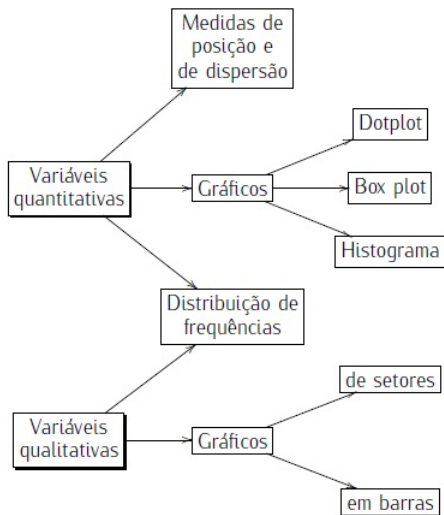 Medidas de
posição e
de dispersão
Dotplot
Variáveis
quantitativas
Gráficos
Box plot
Histograma
Distribuição de
frequências
de setores
Variáveis
qualitativas
Gráficos
em barras